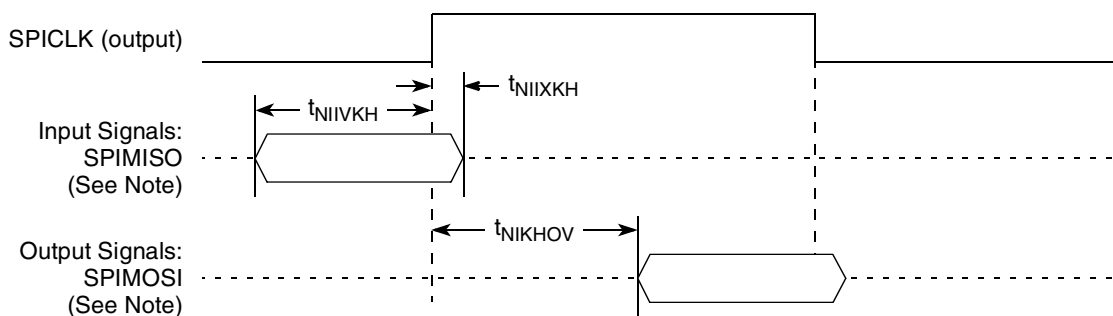 SPICLK (output)
tNIIXKH
tNIIVKH
Input Signals:
SPIMISO
(See Note)
tNIKHOV
Output Signals:
SPIMOSI
(See Note)